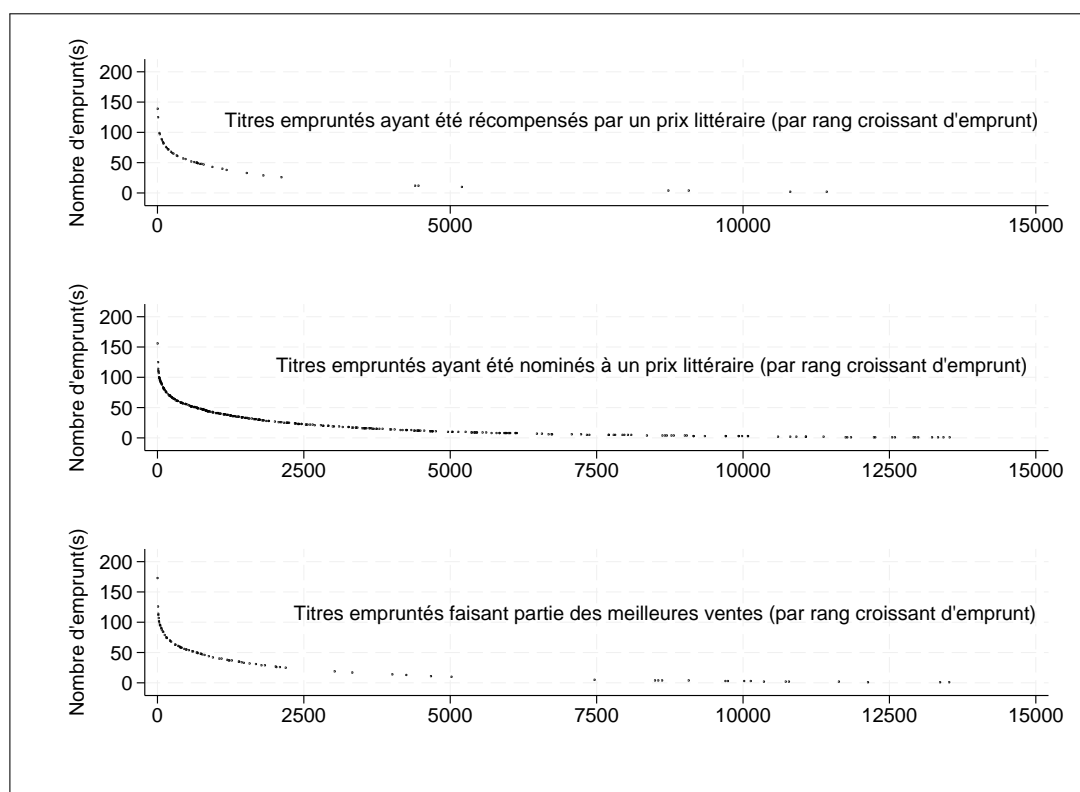 Nombre d'emprunt(s)
200
150
100
50
0
Titres empruntés ayant été récompensés par un prix littéraire (par rang croissant d'emprunt)
0 5000 10000 15000
Nombre d'emprunt(s)
200
150
100
50
0
Titres empruntés ayant été nominés à un prix littéraire (par rang croissant d'emprunt)
0 2500 5000 7500 10000 12500 15000
Nombre d'emprunt(s)
200
150
100
50
0
Titres empruntés faisant partie des meilleures ventes (par rang croissant d'emprunt)
0 2500 5000 7500 10000 12500 15000